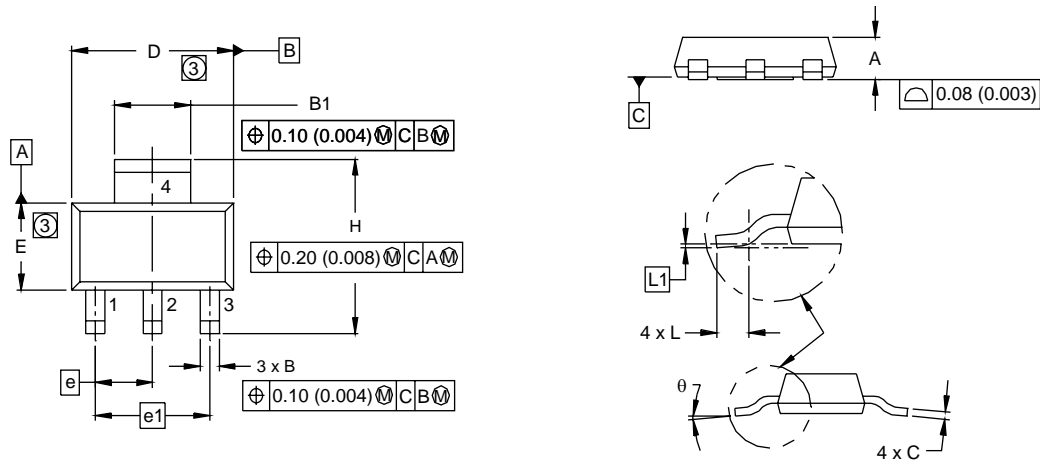 D
B
③
B1
⌖ 0.10 (0.004) Ⓜ C B Ⓜ
A
4
③
E
H
⌖ 0.20 (0.008) Ⓜ C A Ⓜ
1 2 3
3 x B
e
e1
⌖ 0.10 (0.004) Ⓜ C B Ⓜ
A
C
⌓ 0.08 (0.003)
L1
4 x L
θ
4 x C